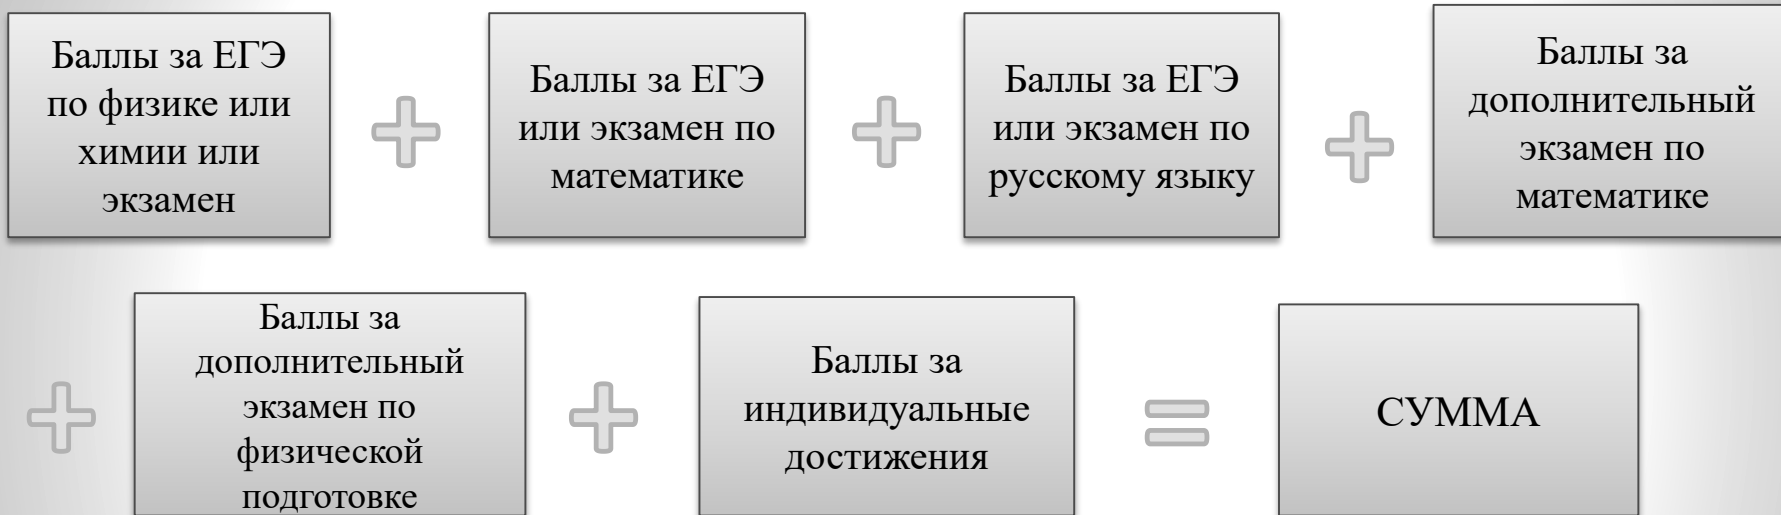 Баллы за ЕГЭ
по физике или
химии или
экзамен
Баллы за ЕГЭ
или экзамен по
математике
Баллы за ЕГЭ
или экзамен по
русскому языку
Баллы за
дополнительный
экзамен по
математике
Баллы за
дополнительный
экзамен по
физической
подготовке
Баллы за
индивидуальные
достижения
СУММА